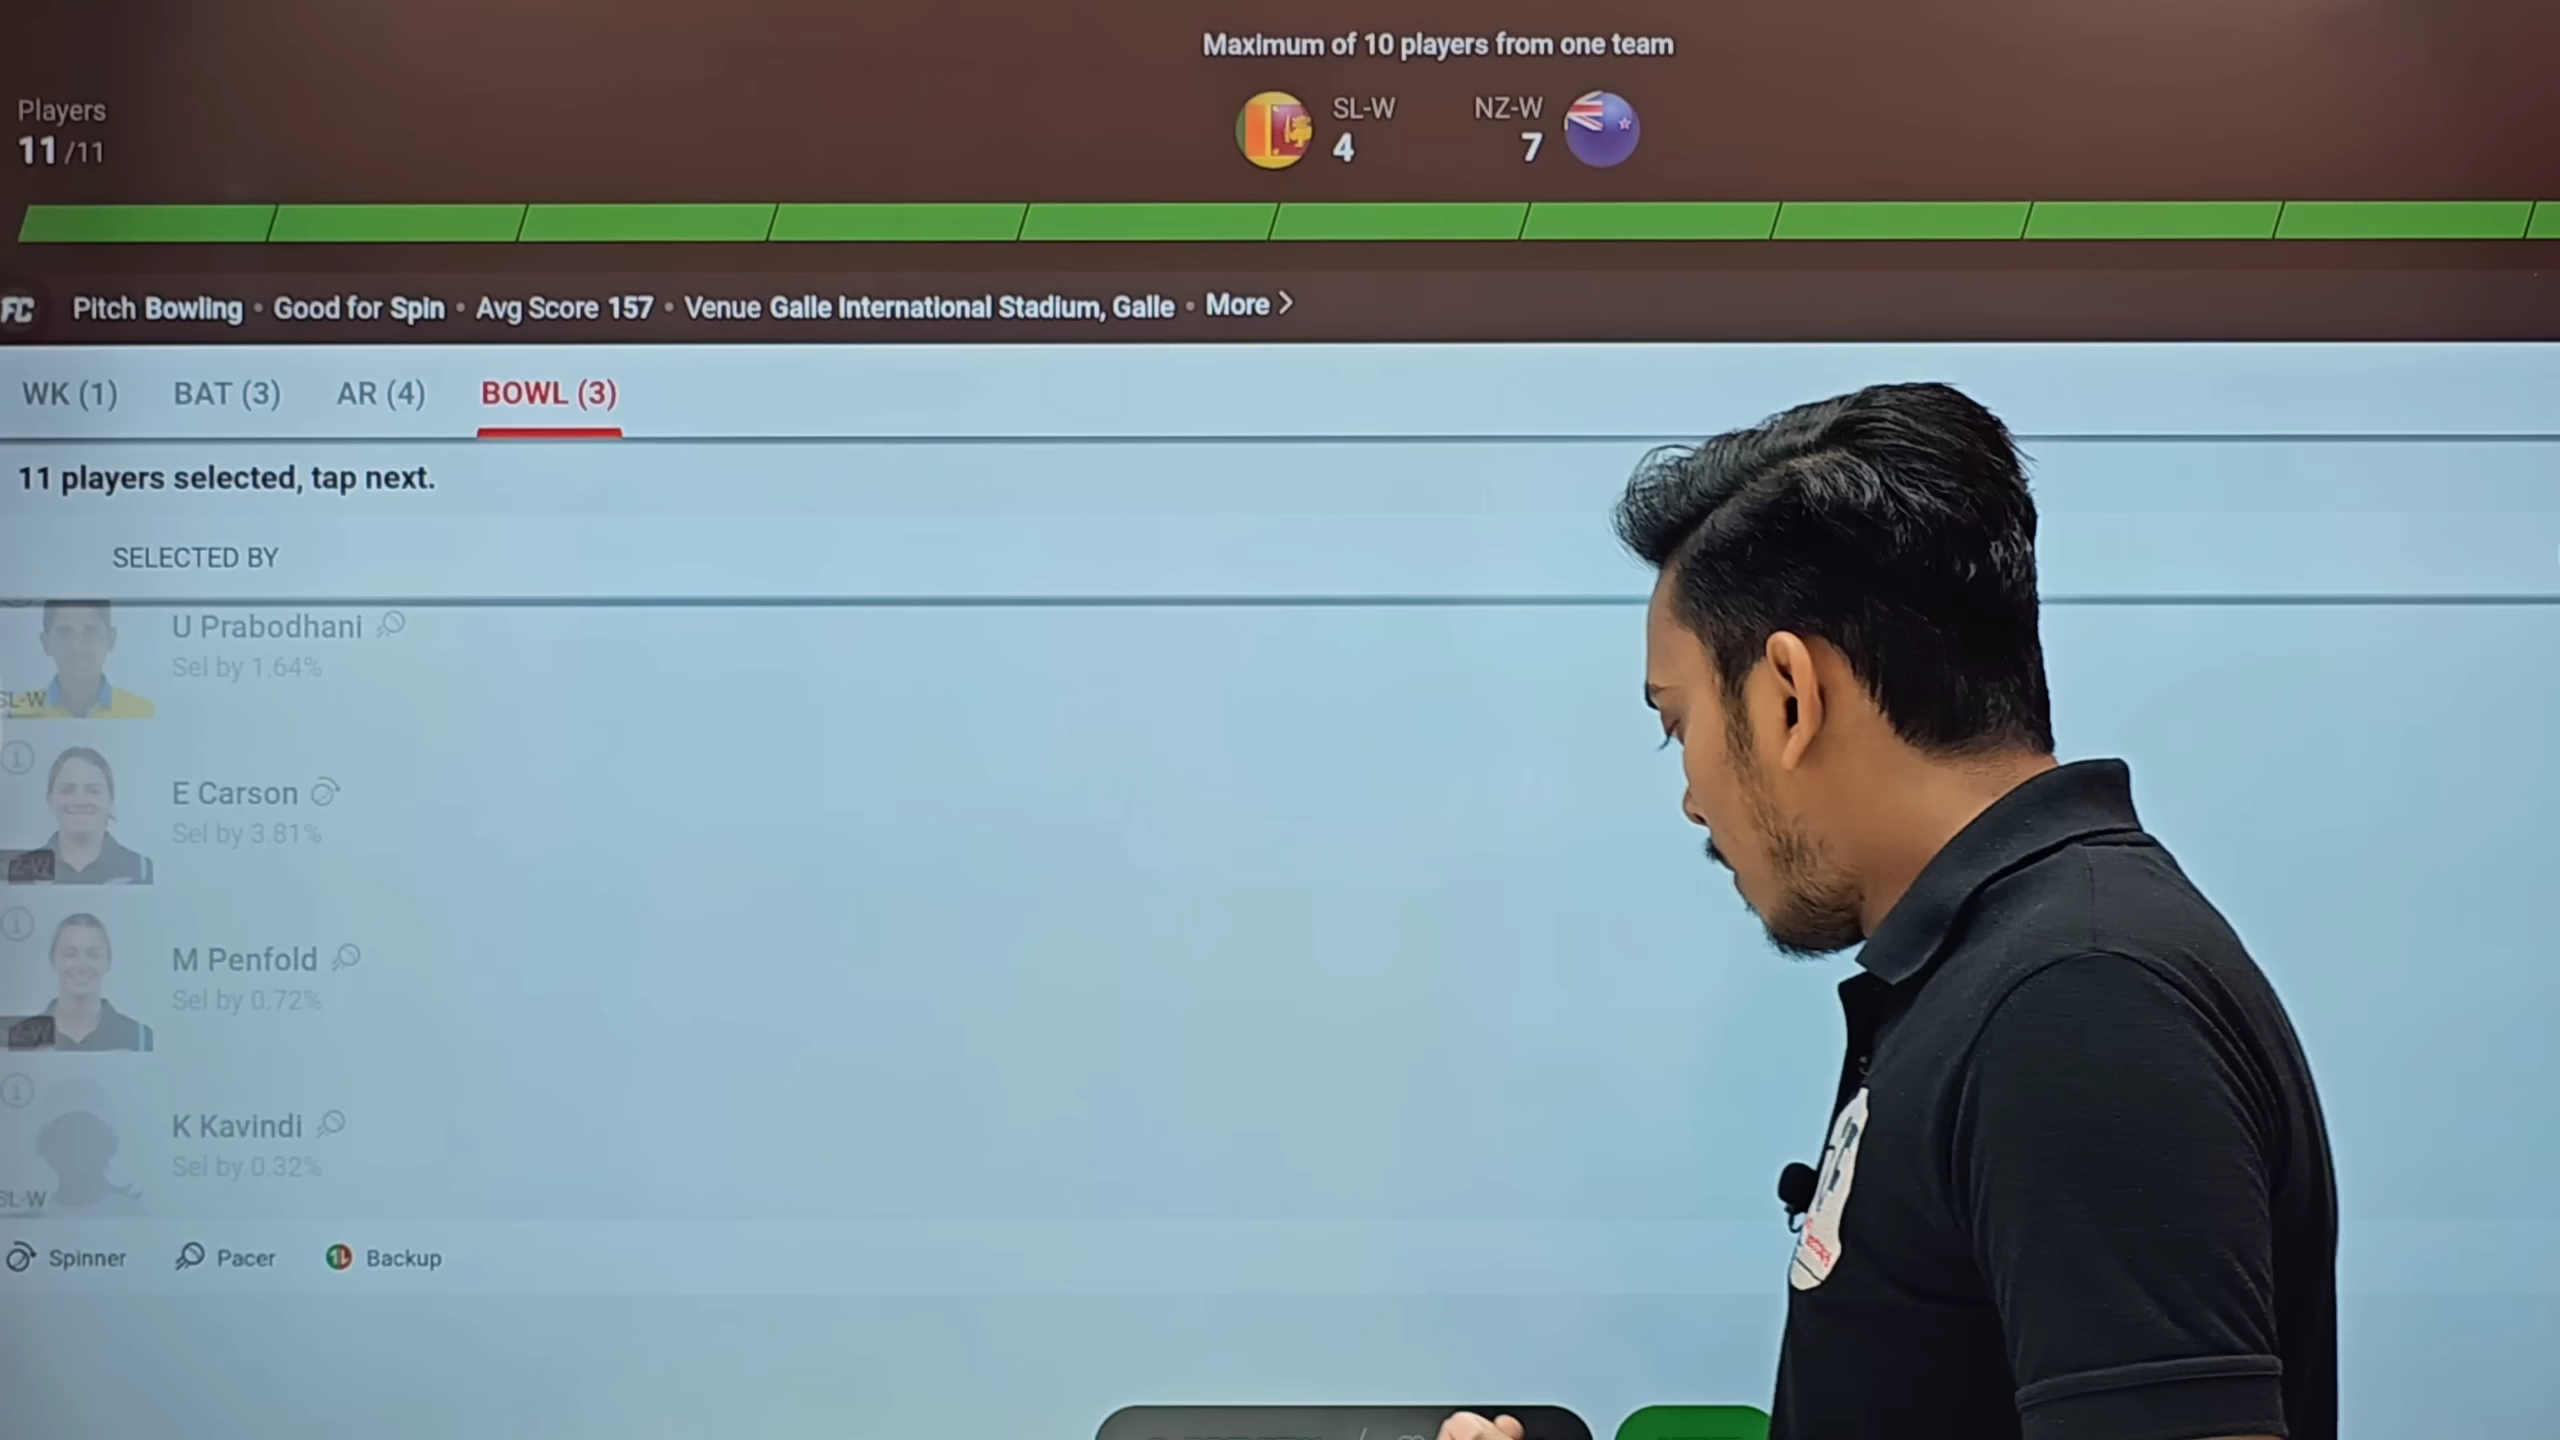 Maximum of 10 players from one team
Players
11/11
SL-W
4
NZ-W
7
FC Pitch Bowling • Good for Spin • Avg Score 157 • Venue Galle International Stadium, Galle • More >
WK (1) BAT (3) AR (4) BOWL (3)
11 players selected, tap next.
SELECTED BY
U Prabodhani
Sel by 1.64%
SL-W
E Carson
Sel by 3.81%
M Penfold
Sel by 0.72%
K Kavindi
Sel by 0.32%
SL-W
Spinner Pacer Backup